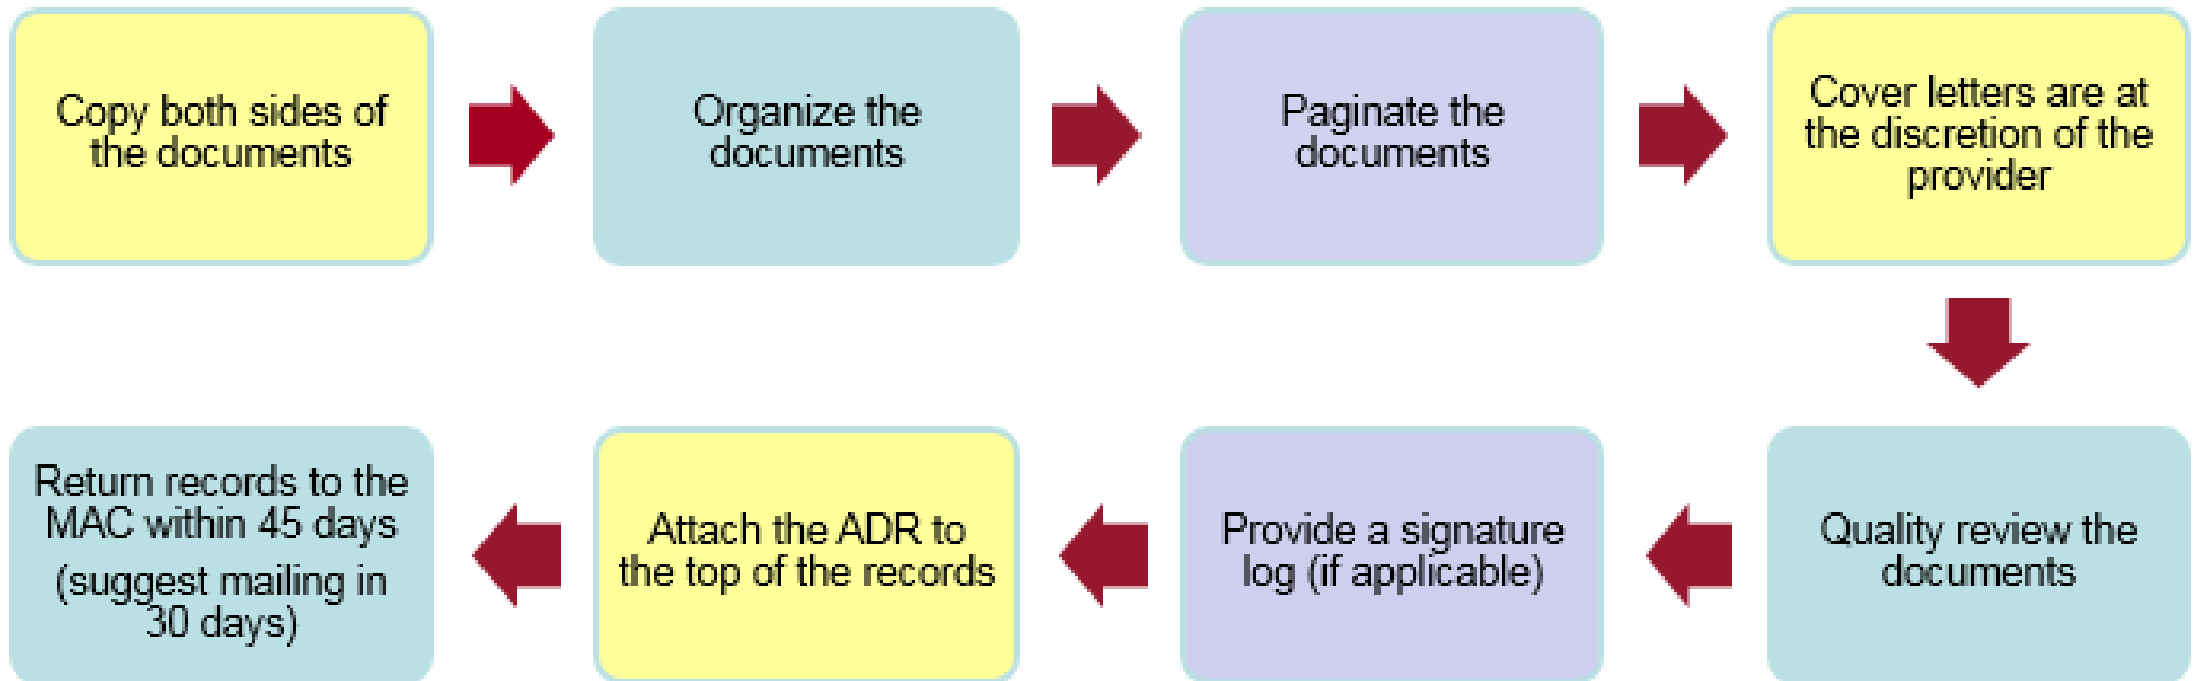 Copy both sides of
the documents
Organize the
documents
Paginate the
documents
Cover letters are at
the discretion of the
provider
Quality review the
documents
Provide a signature
log (if applicable)
Attach the ADR to
the top of the records
Return records to the
MAC within 45 days
(suggest mailing in
30 days)